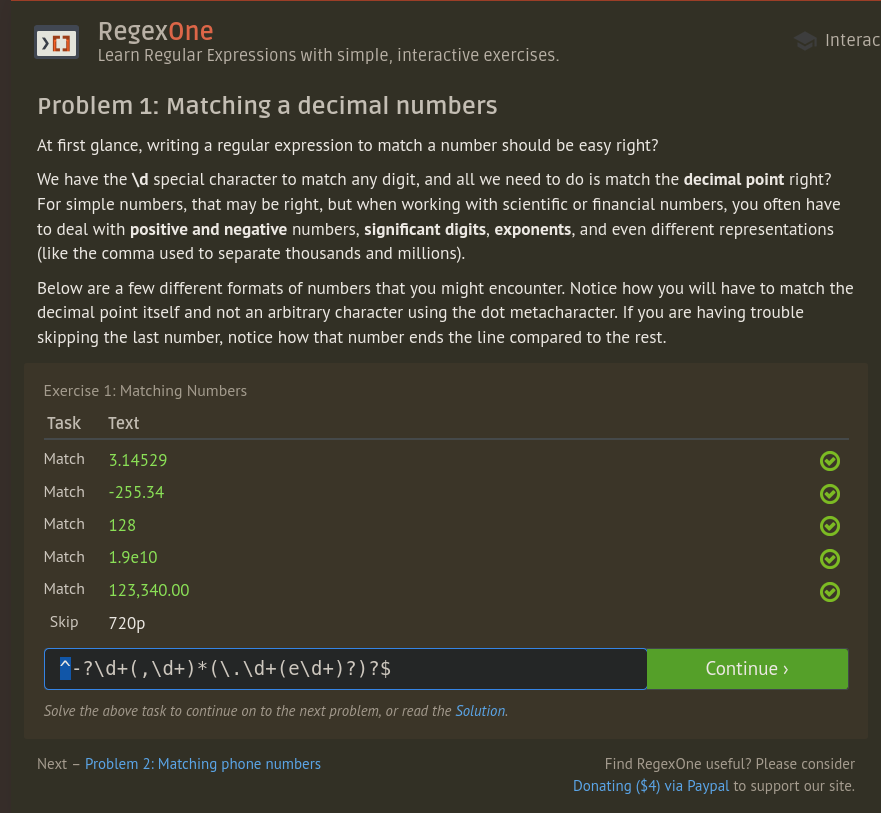 ❯[] RegexOne
Learn Regular Expressions with simple, interactive exercises.
Interac
Problem 1: Matching a decimal numbers
At first glance, writing a regular expression to match a number should be easy right?
We have the \d special character to match any digit, and all we need to do is match the decimal point right?
For simple numbers, that may be right, but when working with scientific or financial numbers, you often have
to deal with positive and negative numbers, significant digits, exponents, and even different representations
(like the comma used to separate thousands and millions).
Below are a few different formats of numbers that you might encounter. Notice how you will have to match the
decimal point itself and not an arbitrary character using the dot metacharacter. If you are having trouble
skipping the last number, notice how that number ends the line compared to the rest.
Exercise 1: Matching Numbers
Task Text
Match 3.14529
Match -255.34
Match 128
Match 1.9e10
Match 123,340.00
Skip 720p
^-?\d+(,\d+)*(\.\d+(e\d+)?)?$ Continue ›
Solve the above task to continue on to the next problem, or read the Solution.
Next – Problem 2: Matching phone numbers
Find RegexOne useful? Please consider
Donating ($4) via Paypal to support our site.